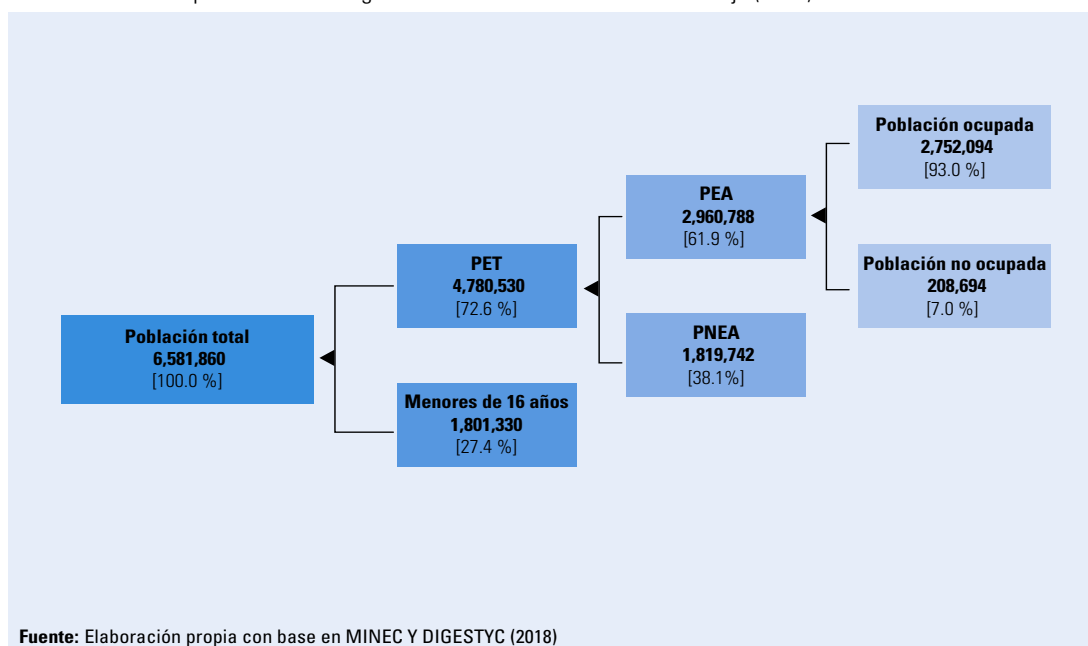 Población total
6,581,860
[100.0 %]
PET
4,780,530
[72.6 %]
Menores de 16 años
1,801,330
[27.4 %]
PEA
2,960,788
[61.9 %]
PNEA
1,819,742
[38.1%]
Población ocupada
2,752,094
[93.0 %]
Población no ocupada
208,694
[7.0 %]
Fuente: Elaboración propia con base en MINEC Y DIGESTYC (2018)